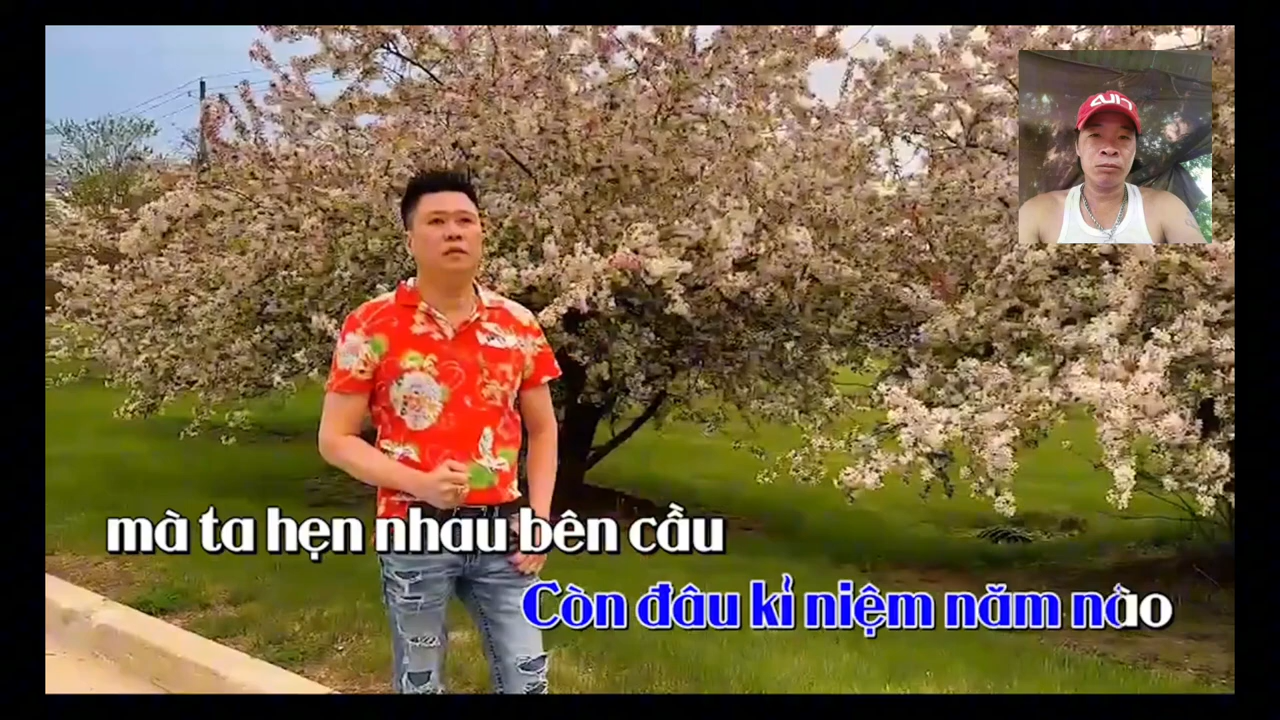 mà ta hẹn nhau bên cầu
Còn đâu kỉ niệm năm nào